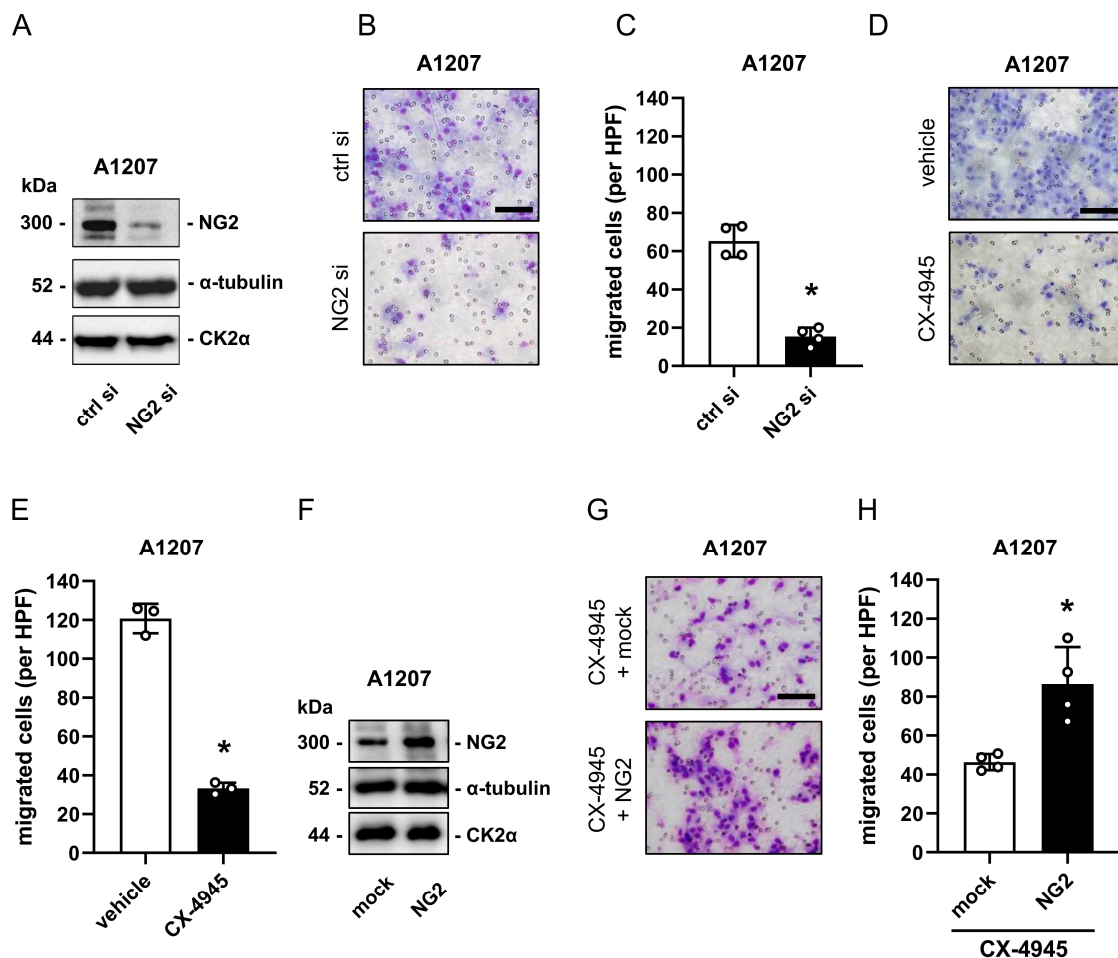 A
A1207
kDa
300 - - NG2
52 - - α-tubulin
44 - - CK2α
ctrl si
NG2 si
B
A1207
ctrl si
NG2 si
C
A1207
migrated cells (per HPF)
140
120
100
80
60
40
20
0
*
ctrl si
NG2 si
D
A1207
vehicle
CX-4945
E
A1207
migrated cells (per HPF)
140
120
100
80
60
40
20
0
*
vehicle
CX-4945
F
A1207
kDa
300 - - NG2
52 - - α-tubulin
44 - - CK2α
mock
NG2
G
A1207
CX-4945
+ mock
CX-4945
+ NG2
H
A1207
migrated cells (per HPF)
140
120
100
80
60
40
20
0
*
mock
NG2
CX-4945